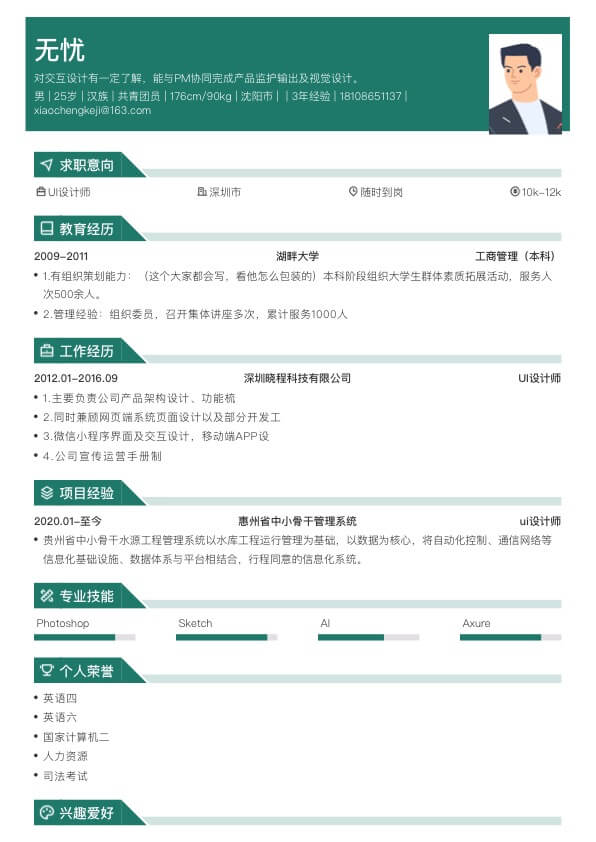 无忧
对交互设计有一定了解，能与PM协同完成产品监护输出及视觉设计。
男 | 25岁 | 汉族 | 共青团员 | 176cm/90kg | 沈阳市 | | 3年经验 | 18108651137 |
xiaochengkeji@163.com
求职意向
UI设计师 深圳市 随时到岗 10k-12k
教育经历
2009-2011 湖畔大学 工商管理（本科）
1.有组织策划能力：（这个大家都会写，看他怎么包装的）本科阶段组织大学生群体素质拓展活动，服务人
次500余人。
2.管理经验：组织委员，召开集体讲座多次，累计服务1000人
工作经历
2012.01-2016.09 深圳晓程科技有限公司 UI设计师
1.主要负责公司产品架构设计、功能梳
2.同时兼顾网页端系统页面设计以及部分开发工
3.微信小程序界面及交互设计，移动端APP设
4.公司宣传运营手册制
项目经验
2020.01-至今 惠州省中小骨干管理系统 ui设计师
贵州省中小骨干水源工程管理系统以水库工程运行管理为基础，以数据为核心，将自动化控制、通信网络等
信息化基础设施、数据体系与平台相结合，行程同意的信息化系统。
专业技能
Photoshop Sketch AI Axure
个人荣誉
英语四
英语六
国家计算机二
人力资源
司法考试
兴趣爱好